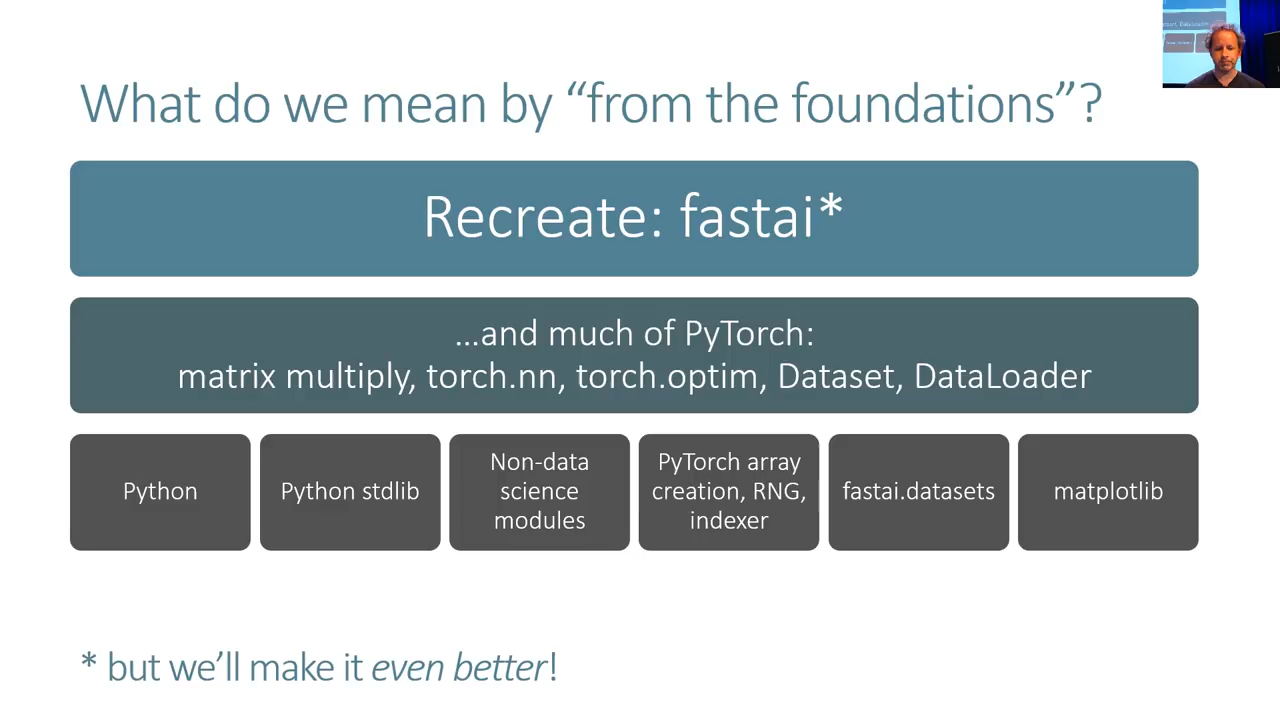 What do we mean by “from the foundations”?
Recreate: fastai*
...and much of PyTorch:
matrix multiply, torch.nn, torch.optim, Dataset, DataLoader
Python
Python stdlib
Non-data
science
modules
PyTorch array
creation, RNG,
indexer
fastai.datasets
matplotlib
* but we’ll make it even better!